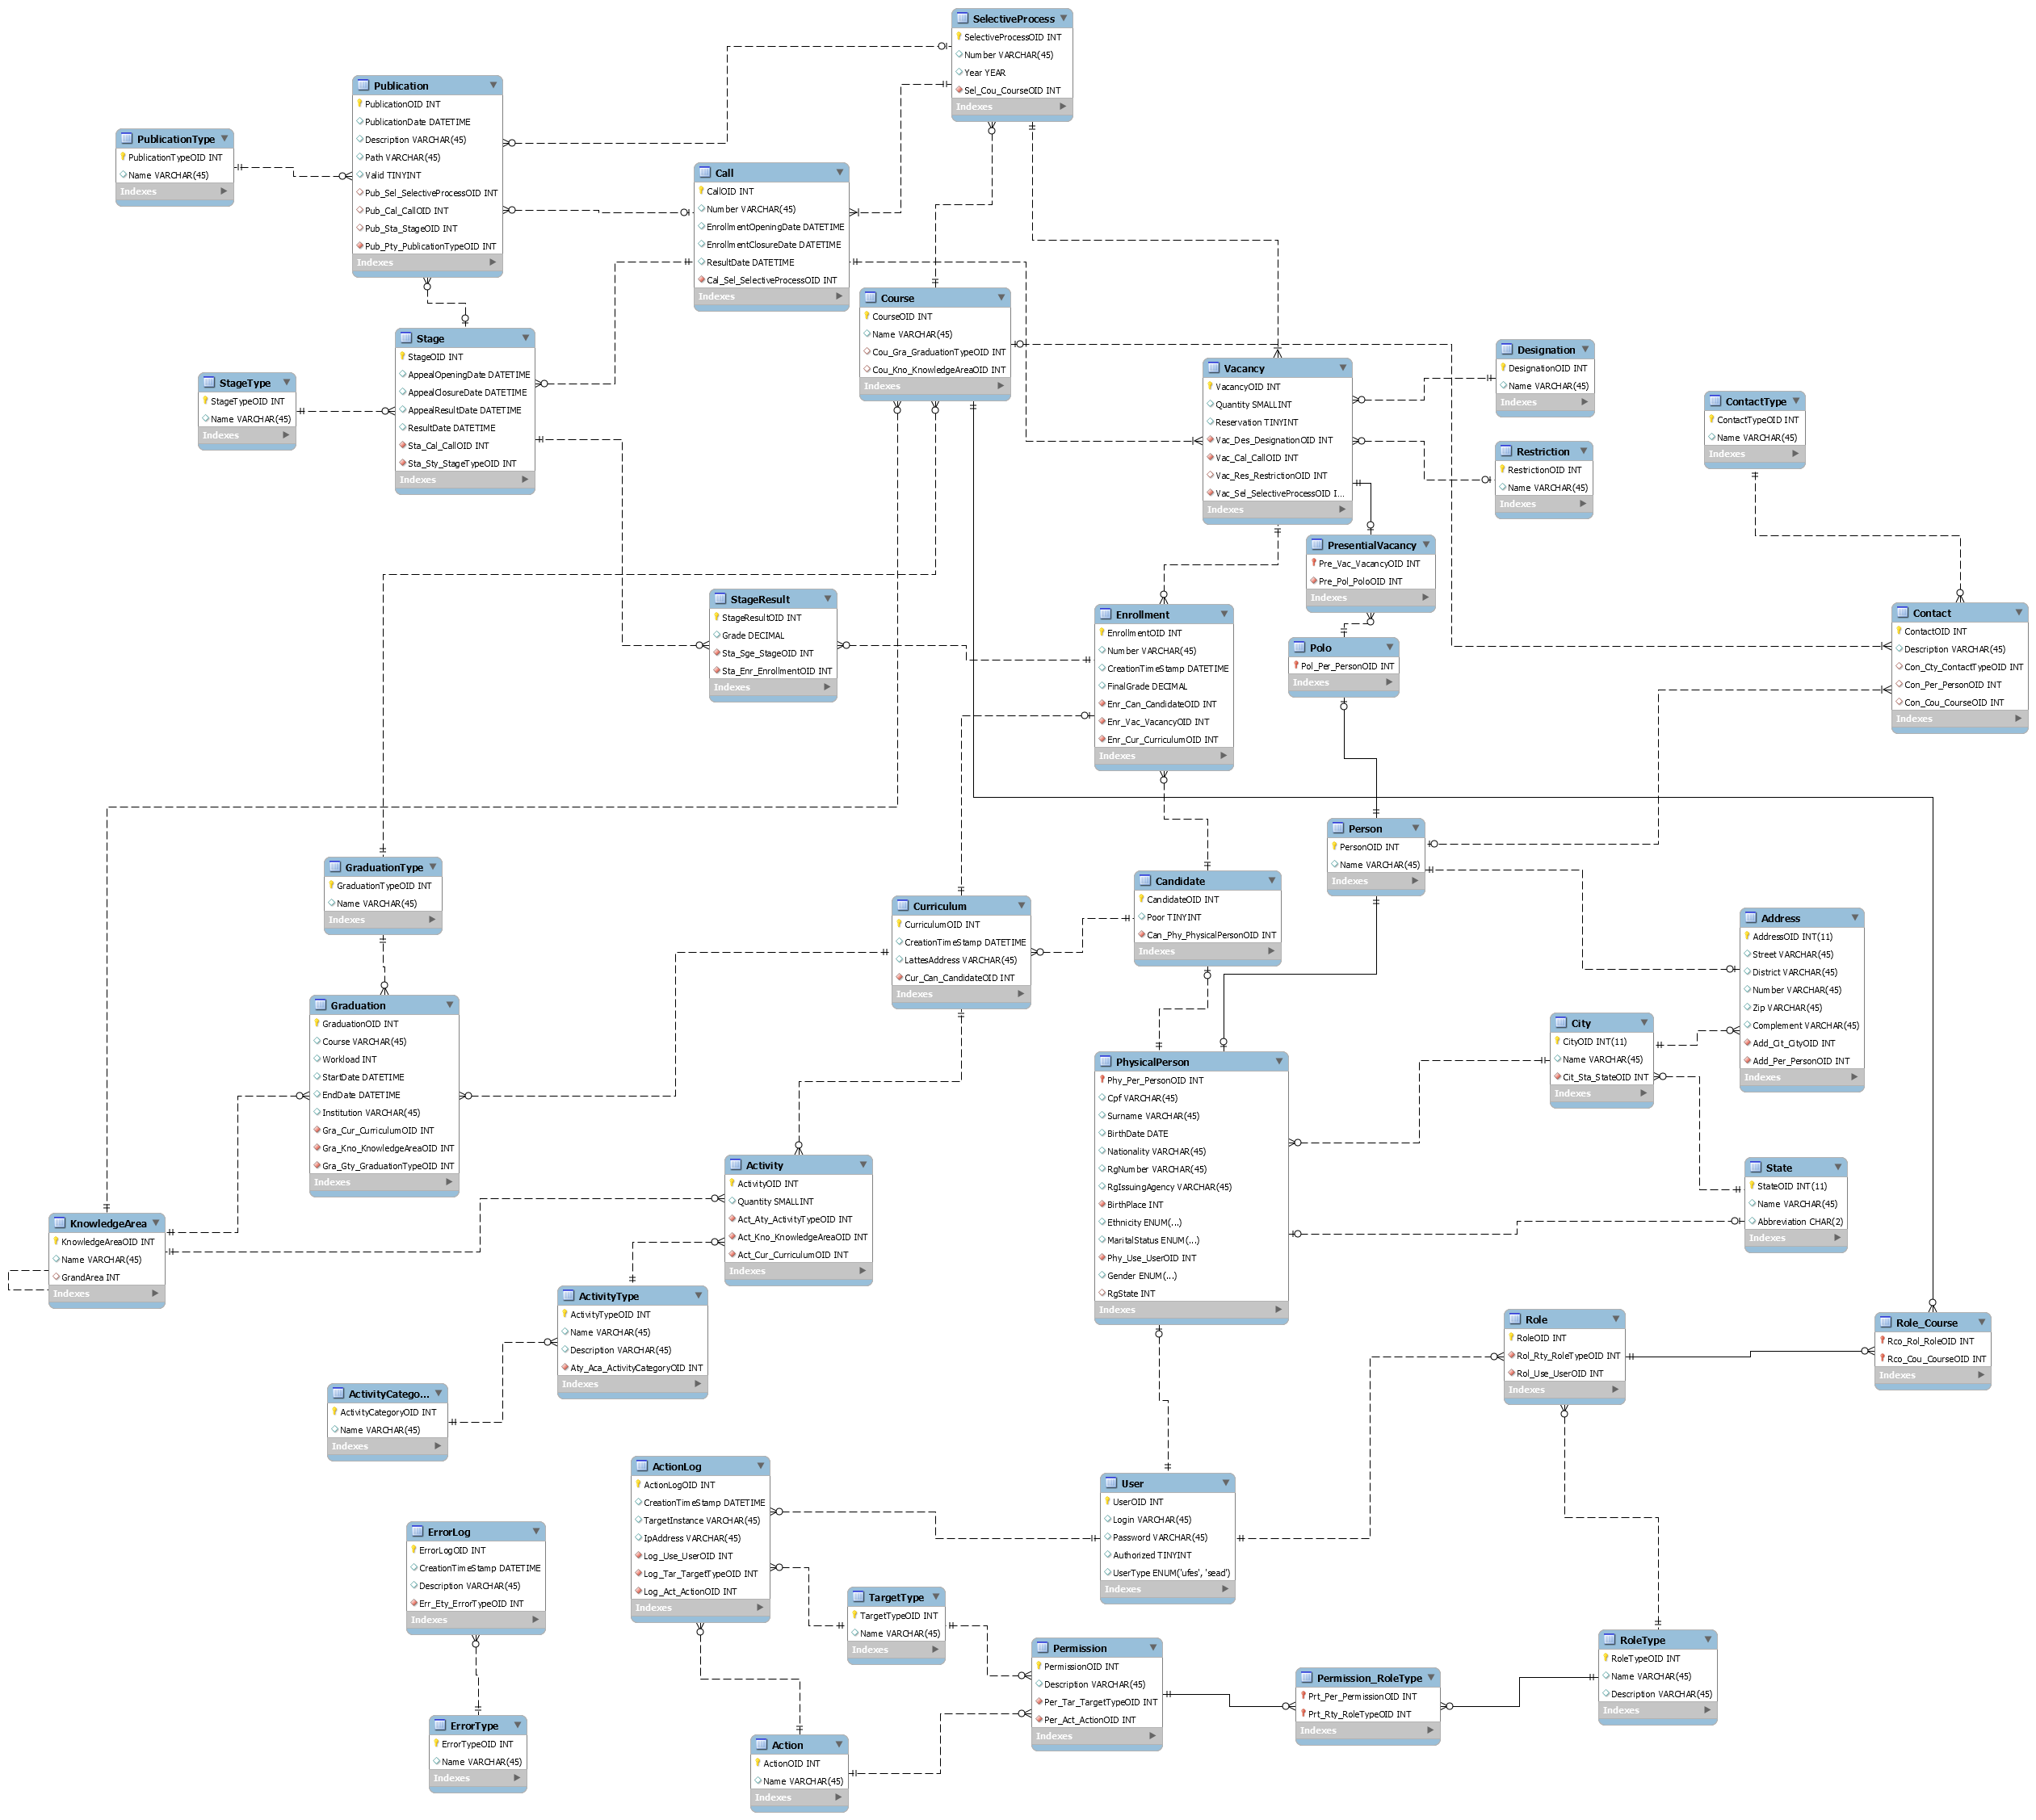 SelectiveProcess
SelectiveProcessOID INT
Number VARCHAR(45)
Year YEAR
Sel_Cou_CourseOID INT
Indexes
Publication
PublicationOID INT
PublicationDate DATETIME
Description VARCHAR(45)
Path VARCHAR(45)
Valid TINYINT
Pub_Sel_SelectiveProcessOID INT
Pub_Cal_CallOID INT
Pub_Sta_StageOID INT
Pub_Pty_PublicationTypeOID INT
Indexes
PublicationType
PublicationTypeOID INT
Name VARCHAR(45)
Indexes
Call
CallOID INT
Number VARCHAR(45)
EnrollmentOpeningDate DATETIME
EnrollmentClosureDate DATETIME
ResultDate DATETIME
Cal_Sel_SelectiveProcessOID INT
Indexes
Course
CourseOID INT
Name VARCHAR(45)
Cou_Gra_GraduationTypeOID INT
Cou_Kno_KnowledgeAreaOID INT
Indexes
Stage
StageOID INT
AppealOpeningDate DATETIME
AppealClosureDate DATETIME
AppealResultDate DATETIME
ResultDate DATETIME
Sta_Cal_CallOID INT
Sta_Sty_StageTypeOID INT
Indexes
StageType
StageTypeOID INT
Name VARCHAR(45)
Indexes
Vacancy
VacancyOID INT
Quantity SMALLINT
Reservation TINYINT
Vac_Des_DesignationOID INT
Vac_Cal_CallOID INT
Vac_Res_RestrictionOID INT
Vac_Sel_SelectiveProcessOID I...
Indexes
Designation
DesignationOID INT
Name VARCHAR(45)
Indexes
Restriction
RestrictionOID INT
Name VARCHAR(45)
Indexes
ContactType
ContactTypeOID INT
Name VARCHAR(45)
Indexes
PresentialVacancy
Pre_Vac_VacancyOID INT
Pre_Pol_PoloOID INT
Indexes
StageResult
StageResultOID INT
Grade DECIMAL
Sta_Sge_StageOID INT
Sta_Enr_EnrollmentOID INT
Indexes
Enrollment
EnrollmentOID INT
Number VARCHAR(45)
CreationTimeStamp DATETIME
FinalGrade DECIMAL
Enr_Can_CandidateOID INT
Enr_Vac_VacancyOID INT
Enr_Cur_CurriculumOID INT
Indexes
Polo
Pol_Per_PersonOID INT
Indexes
Contact
ContactOID INT
Description VARCHAR(45)
Con_Cty_ContactTypeOID INT
Con_Per_PersonOID INT
Con_Cou_CourseOID INT
Indexes
Person
PersonOID INT
Name VARCHAR(45)
Indexes
GraduationType
GraduationTypeOID INT
Name VARCHAR(45)
Indexes
Curriculum
CurriculumOID INT
CreationTimeStamp DATETIME
LattesAddress VARCHAR(45)
Cur_Can_CandidateOID INT
Indexes
Candidate
CandidateOID INT
Poor TINYINT
Can_Phy_PhysicalPersonOID INT
Indexes
Address
AddressOID INT(11)
Street VARCHAR(45)
District VARCHAR(45)
Number VARCHAR(45)
Zip VARCHAR(45)
Complement VARCHAR(45)
Add_Cit_CityOID INT
Add_Per_PersonOID INT
Indexes
Graduation
GraduationOID INT
Course VARCHAR(45)
Workload INT
StartDate DATETIME
EndDate DATETIME
Institution VARCHAR(45)
Gra_Cur_CurriculumOID INT
Gra_Kno_KnowledgeAreaOID INT
Gra_Gty_GraduationTypeOID INT
Indexes
City
CityOID INT(11)
Name VARCHAR(45)
Cit_Sta_StateOID INT
Indexes
PhysicalPerson
Phy_Per_PersonOID INT
Cpf VARCHAR(45)
Surname VARCHAR(45)
BirthDate DATE
Nationality VARCHAR(45)
RgNumber VARCHAR(45)
RgIssuingAgency VARCHAR(45)
BirthPlace INT
Ethnicity ENUM(...)
MaritalStatus ENUM(...)
Phy_Use_UserOID INT
Gender ENUM(...)
RgState INT
Indexes
Activity
ActivityOID INT
Quantity SMALLINT
Act_Aty_ActivityTypeOID INT
Act_Kno_KnowledgeAreaOID INT
Act_Cur_CurriculumOID INT
Indexes
State
StateOID INT(11)
Name VARCHAR(45)
Abbreviation CHAR(2)
Indexes
KnowledgeArea
KnowledgeAreaOID INT
Name VARCHAR(45)
GrandArea INT
Indexes
ActivityType
ActivityTypeOID INT
Name VARCHAR(45)
Description VARCHAR(45)
Aty_Aca_ActivityCategoryOID INT
Indexes
Role
RoleOID INT
Rol_Rty_RoleTypeOID INT
Rol_Use_UserOID INT
Indexes
Role_Course
Rco_Rol_RoleOID INT
Rco_Cou_CourseOID INT
Indexes
ActivityCatego...
ActivityCategoryOID INT
Name VARCHAR(45)
Indexes
ActionLog
ActionLogOID INT
CreationTimeStamp DATETIME
TargetInstance VARCHAR(45)
IpAddress VARCHAR(45)
Log_Use_UserOID INT
Log_Tar_TargetTypeOID INT
Log_Act_ActionOID INT
Indexes
User
UserOID INT
Login VARCHAR(45)
Password VARCHAR(45)
Authorized TINYINT
UserType ENUM('ufes', 'sead')
Indexes
ErrorLog
ErrorLogOID INT
CreationTimeStamp DATETIME
Description VARCHAR(45)
Err_Ety_ErrorTypeOID INT
Indexes
TargetType
TargetTypeOID INT
Name VARCHAR(45)
Indexes
Permission
PermissionOID INT
Description VARCHAR(45)
Per_Tar_TargetTypeOID INT
Per_Act_ActionOID INT
Indexes
Permission_RoleType
Prt_Per_PermissionOID INT
Prt_Rty_RoleTypeOID INT
Indexes
RoleType
RoleTypeOID INT
Name VARCHAR(45)
Description VARCHAR(45)
Indexes
ErrorType
ErrorTypeOID INT
Name VARCHAR(45)
Indexes
Action
ActionOID INT
Name VARCHAR(45)
Indexes